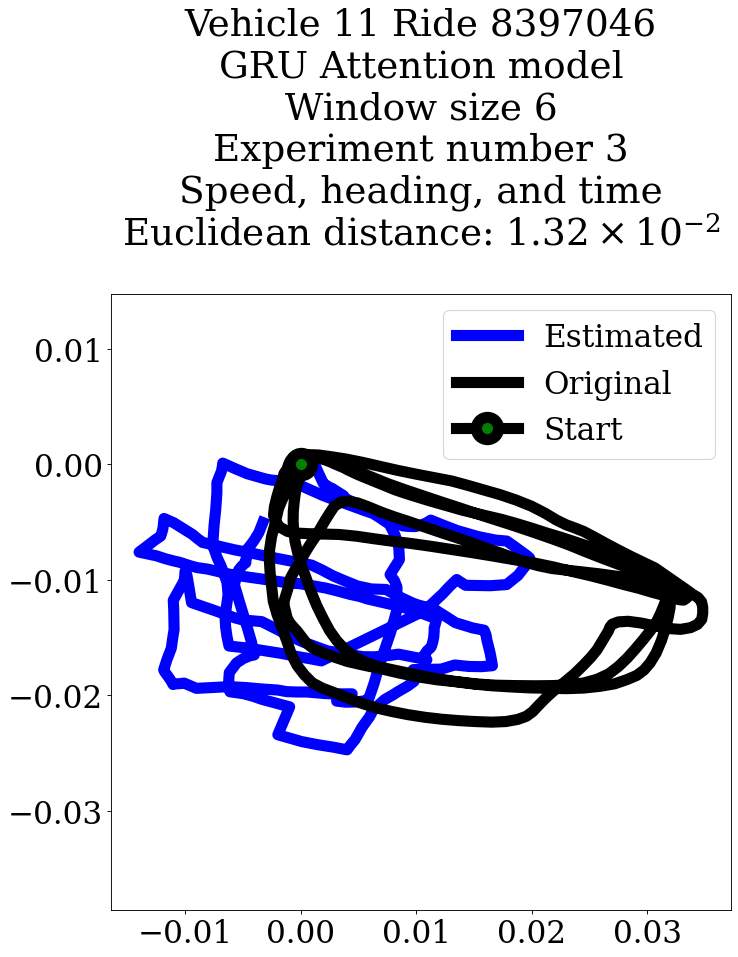 Vehicle 11 Ride 8397046
GRU Attention model
Window size 6
Experiment number 3
Speed, heading, and time
Euclidean distance: 1.32 × 10⁻²
Estimated
Original
Start
0.01
0.00
−0.01
−0.02
−0.03
−0.01 0.00 0.01 0.02 0.03